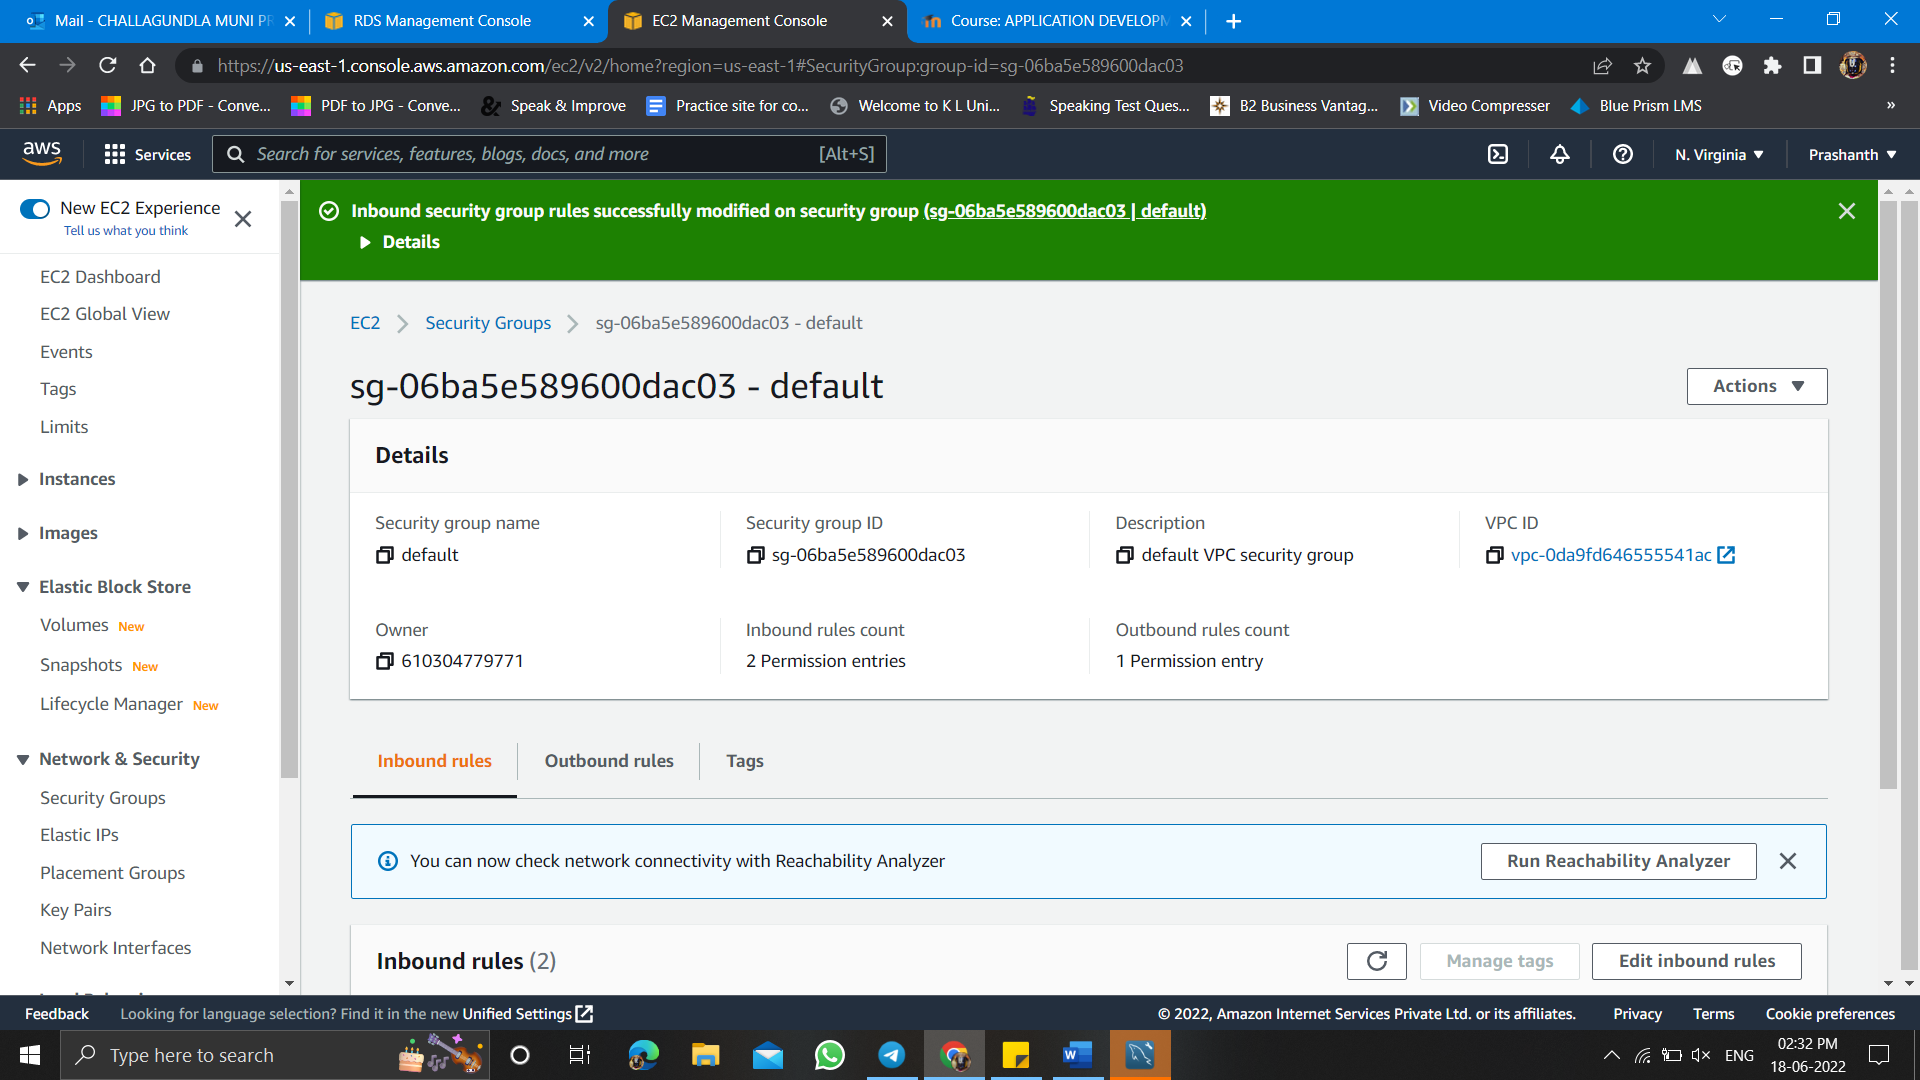 Mail - CHALLAGUNDLA MUNI PR
RDS Management Console
EC2 Management Console
Course: APPLICATION DEVELOPM
https://us-east-1.console.aws.amazon.com/ec2/v2/home?region=us-east-1#SecurityGroup:group-id=sg-06ba5e589600dac03
Apps
JPG to PDF - Conve...
PDF to JPG - Conve...
Speak & Improve
Practice site for co...
Welcome to K L Uni...
Speaking Test Ques...
B2 Business Vantag...
Video Compresser
Blue Prism LMS
»
aws
Services
Search for services, features, blogs, docs, and more
[Alt+S]
N. Virginia
Prashanth
New EC2 Experience
Tell us what you think
EC2 Dashboard
EC2 Global View
Events
Tags
Limits
Instances
Images
Elastic Block Store
Volumes New
Snapshots New
Lifecycle Manager New
Network & Security
Security Groups
Elastic IPs
Placement Groups
Key Pairs
Network Interfaces
Inbound security group rules successfully modified on security group (sg-06ba5e589600dac03 | default)
Details
EC2
Security Groups
sg-06ba5e589600dac03 - default
sg-06ba5e589600dac03 - default
Actions
Details
Security group name
default
Security group ID
sg-06ba5e589600dac03
Description
default VPC security group
VPC ID
vpc-0da9fd646555541ac
Owner
610304779771
Inbound rules count
2 Permission entries
Outbound rules count
1 Permission entry
Inbound rules
Outbound rules
Tags
You can now check network connectivity with Reachability Analyzer
Run Reachability Analyzer
Inbound rules (2)
Manage tags
Edit inbound rules
Feedback
Looking for language selection? Find it in the new Unified Settings
© 2022, Amazon Internet Services Private Ltd. or its affiliates.
Privacy
Terms
Cookie preferences
Type here to search
ENG
02:32 PM
18-06-2022